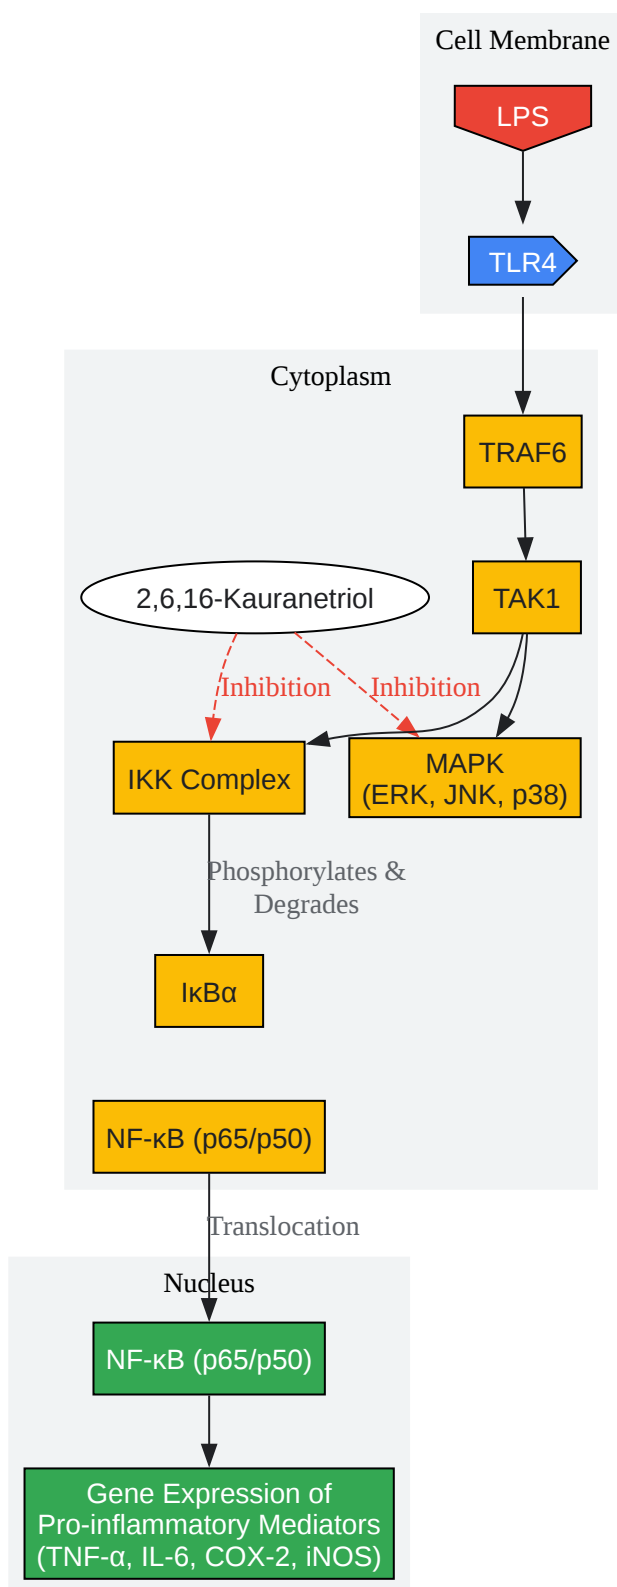 Cell Membrane
LPS
TLR4
Cytoplasm
TRAF6
2,6,16-Kauranetriol
TAK1
Inhibition
Inhibition
IKK Complex
MAPK
(ERK, JNK, p38)
Phosphorylates &
Degrades
IκBα
NF-κB (p65/p50)
Translocation
Nucleus
NF-κB (p65/p50)
Gene Expression of
Pro-inflammatory Mediators
(TNF-α, IL-6, COX-2, iNOS)